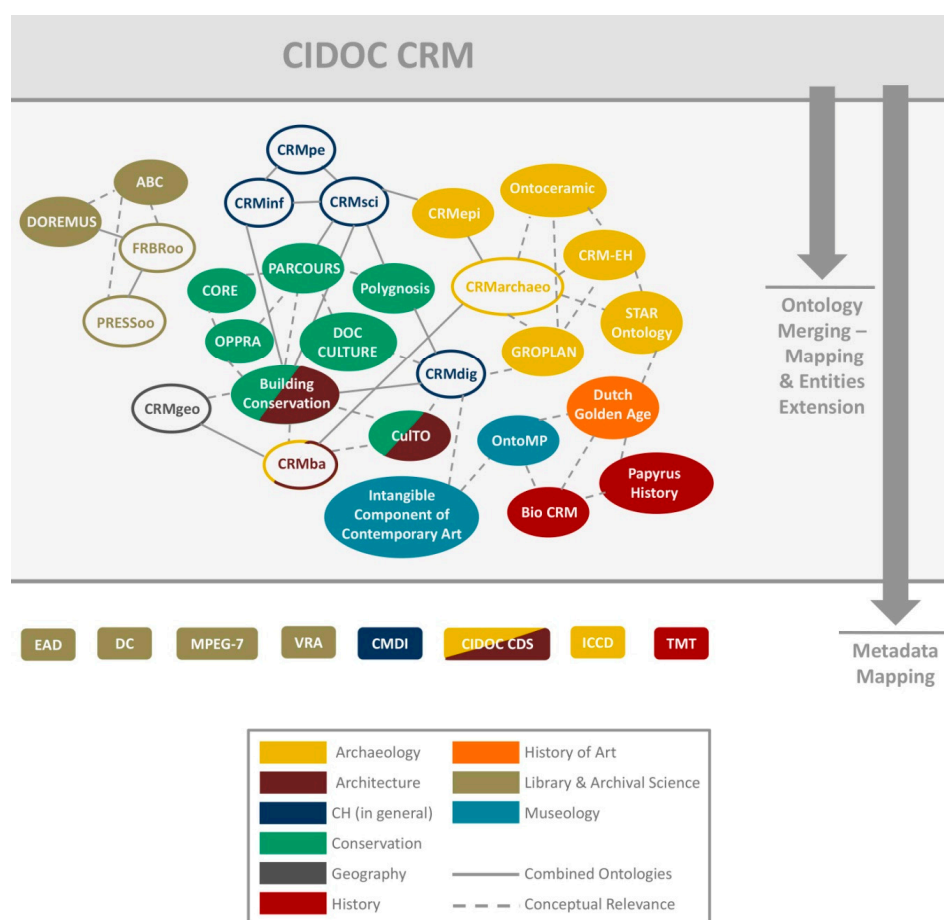 CIDOC CRM
CRMpe
ABC
Ontoceramic
CRMinf
CRMsci
CRMepi
DOREMUS
FRBRoo
CRM-EH
PARCOURS
CORE
Polygnosis
CRMarchaeo
PRESSoo
STAR
Ontology
OPPRA
DOC
CULTURE
GROPLAN
Building
Conservation
CRMdig
CRMgeo
Dutch
Golden Age
CulTO
OntoMP
CRMba
Papyrus
History
Intangible
Component of
Contemporary Art
Bio CRM
Ontology
Merging –
Mapping
& Entities
Extension
EAD
DC
MPEG-7
VRA
CMDI
CIDOC CDS
ICCD
TMT
Metadata
Mapping
Archaeology
Architecture
CH (in general)
Conservation
Geography
History
History of Art
Library & Archival Science
Museology
Combined Ontologies
Conceptual Relevance